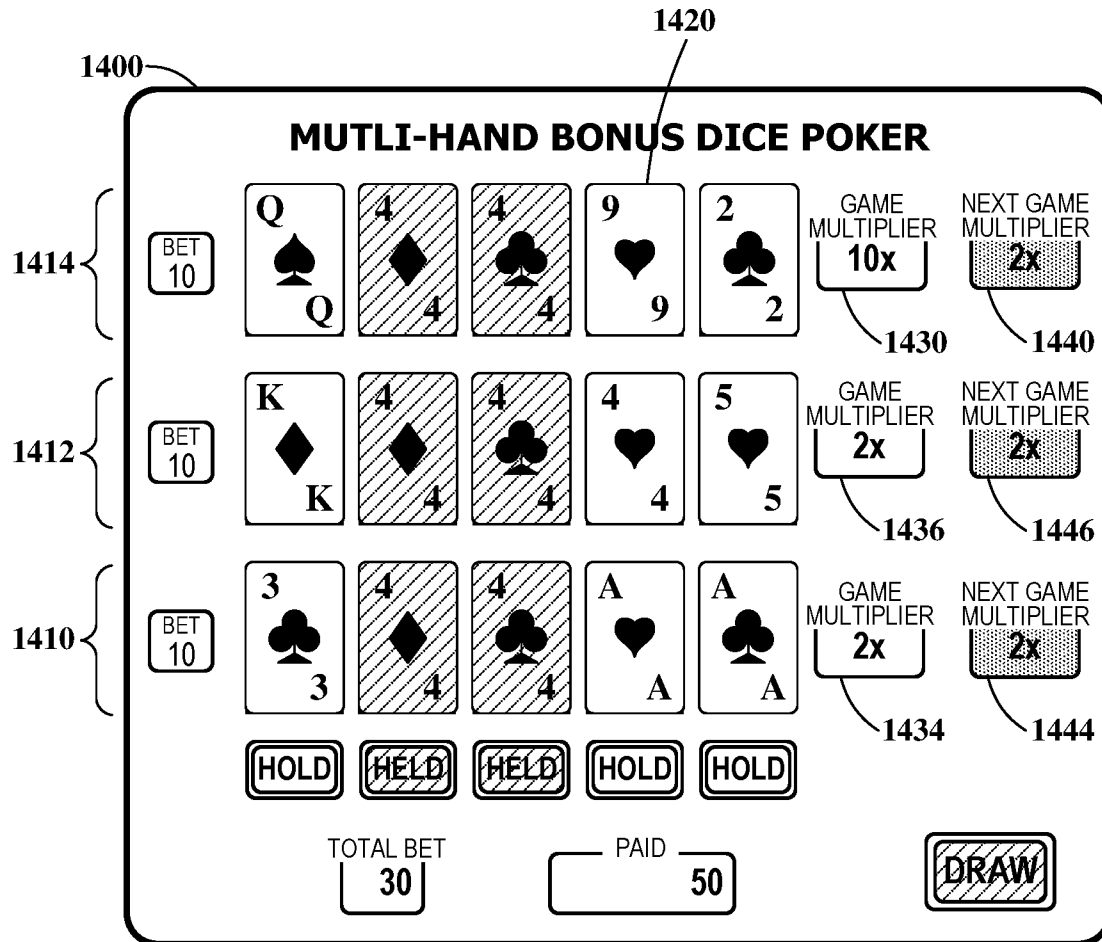 1420
1400
MUTLI-HAND BONUS DICE POKER
1414
BET
10
Q
Q
4
4
4
4
9
9
2
2
GAME
MULTIPLIER
10x
NEXT GAME
MULTIPLIER
2x
1430
1440
1412
BET
10
K
K
4
4
4
4
4
4
5
5
GAME
MULTIPLIER
2x
NEXT GAME
MULTIPLIER
2x
1436
1446
1410
BET
10
3
3
4
4
4
4
A
A
A
A
GAME
MULTIPLIER
2x
NEXT GAME
MULTIPLIER
2x
1434
1444
HOLD
HELD
HELD
HOLD
HOLD
TOTAL BET
30
PAID
50
DRAW